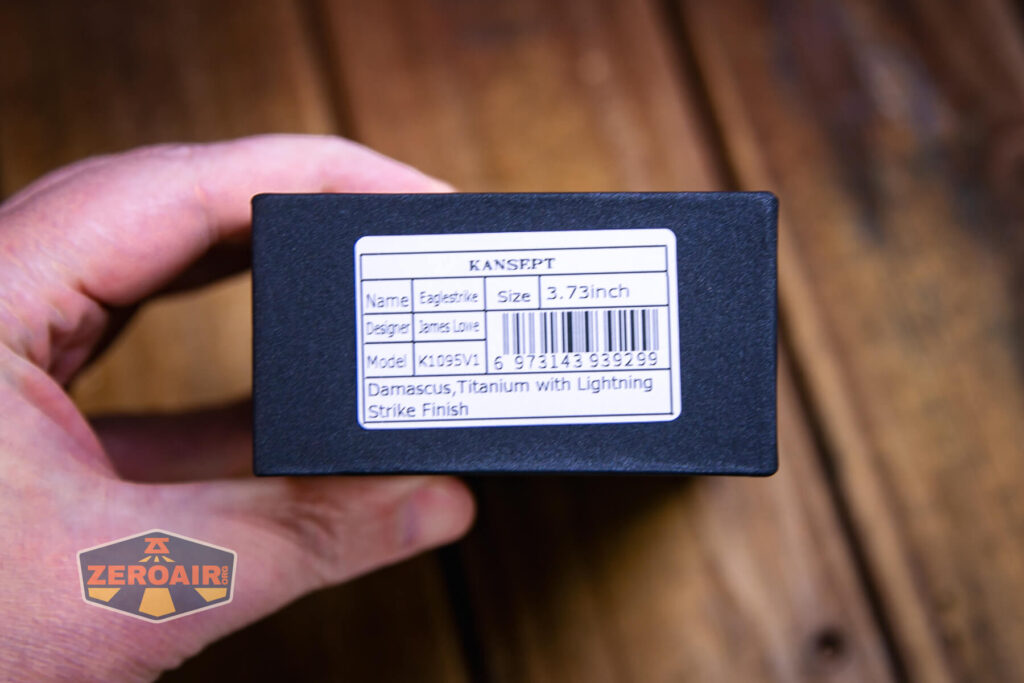 KANSEPT
Name Eaglestrike Size 3.73inch
Designer James Lowe
Model K1095V1
6 973143 939299
Damascus,Titanium with Lightning
Strike Finish
ZEROAIR.ORG